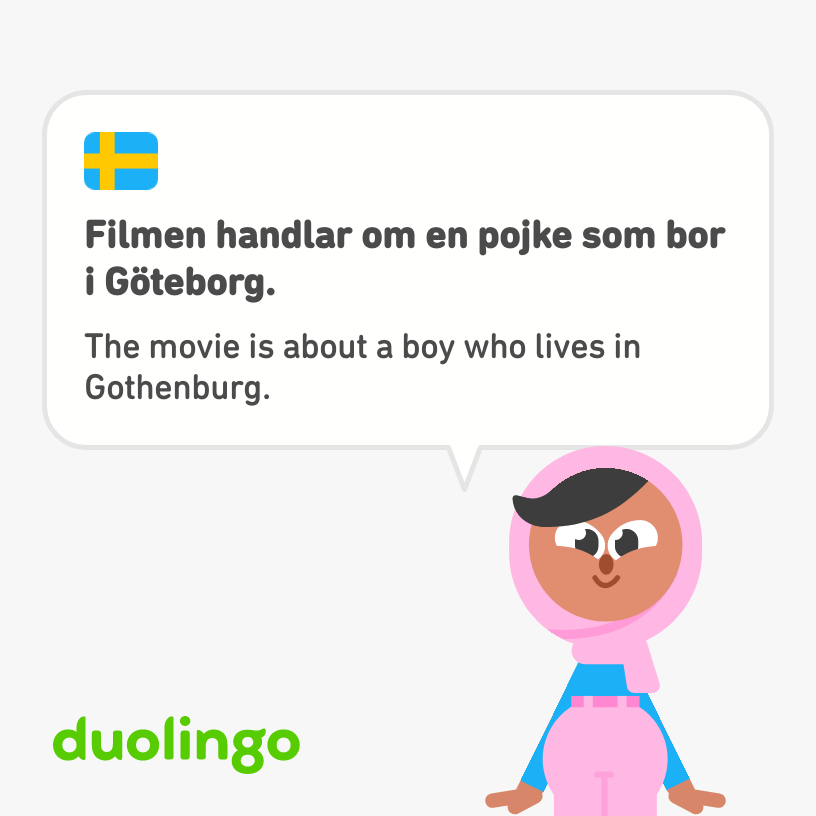 Filmen handlar om en pojke som bor
i Göteborg.
The movie is about a boy who lives in
Gothenburg.
duolingo